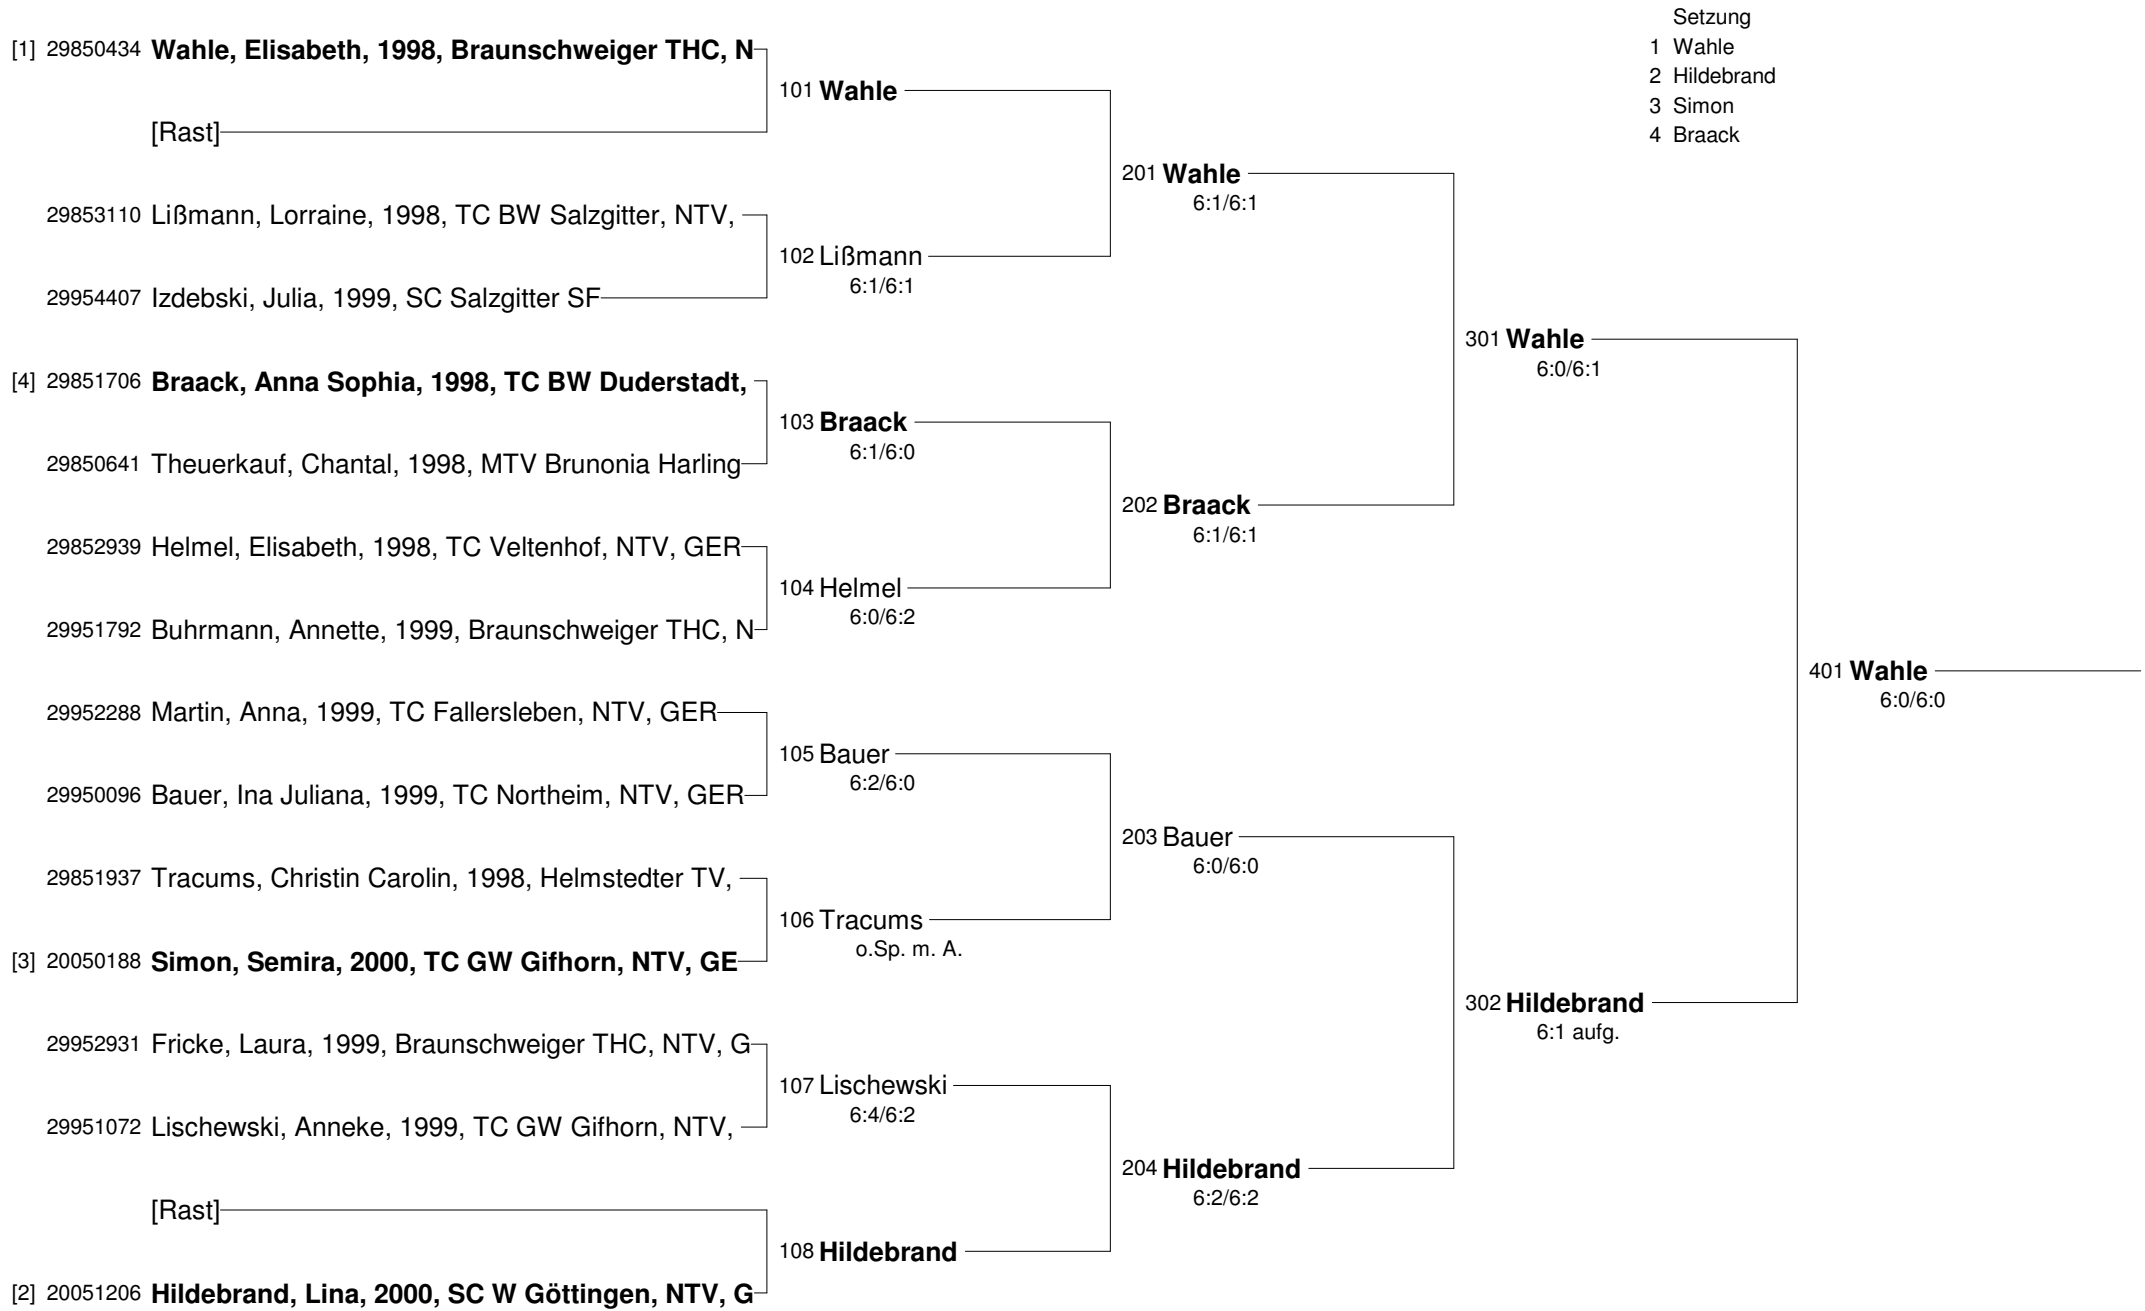 Setzung
1 Wahle
2 Hildebrand
3 Simon
4 Braack
[1] 29850434 Wahle, Elisabeth, 1998, Braunschweiger THC, N
101 Wahle
[Rast]
201 Wahle
6:1/6:1
29853110 Lißmann, Lorraine, 1998, TC BW Salzgitter, NTV,
102 Lißmann
6:1/6:1
29954407 Izdebski, Julia, 1999, SC Salzgitter SF
301 Wahle
6:0/6:1
[4] 29851706 Braack, Anna Sophia, 1998, TC BW Duderstadt,
103 Braack
6:1/6:0
29850641 Theuerkauf, Chantal, 1998, MTV Brunonia Harling
202 Braack
6:1/6:1
29852939 Helmel, Elisabeth, 1998, TC Veltenhof, NTV, GER
104 Helmel
6:0/6:2
29951792 Buhrmann, Annette, 1999, Braunschweiger THC, N
401 Wahle
6:0/6:0
29952288 Martin, Anna, 1999, TC Fallersleben, NTV, GER
105 Bauer
6:2/6:0
29950096 Bauer, Ina Juliana, 1999, TC Northeim, NTV, GER
203 Bauer
6:0/6:0
29851937 Tracums, Christin Carolin, 1998, Helmstedter TV,
106 Tracums
o.Sp. m. A.
[3] 20050188 Simon, Semira, 2000, TC GW Gifhorn, NTV, GE
302 Hildebrand
6:1 aufg.
29952931 Fricke, Laura, 1999, Braunschweiger THC, NTV, G
107 Lischewski
6:4/6:2
29951072 Lischewski, Anneke, 1999, TC GW Gifhorn, NTV,
204 Hildebrand
6:2/6:2
[Rast]
108 Hildebrand
[2] 20051206 Hildebrand, Lina, 2000, SC W Göttingen, NTV, G